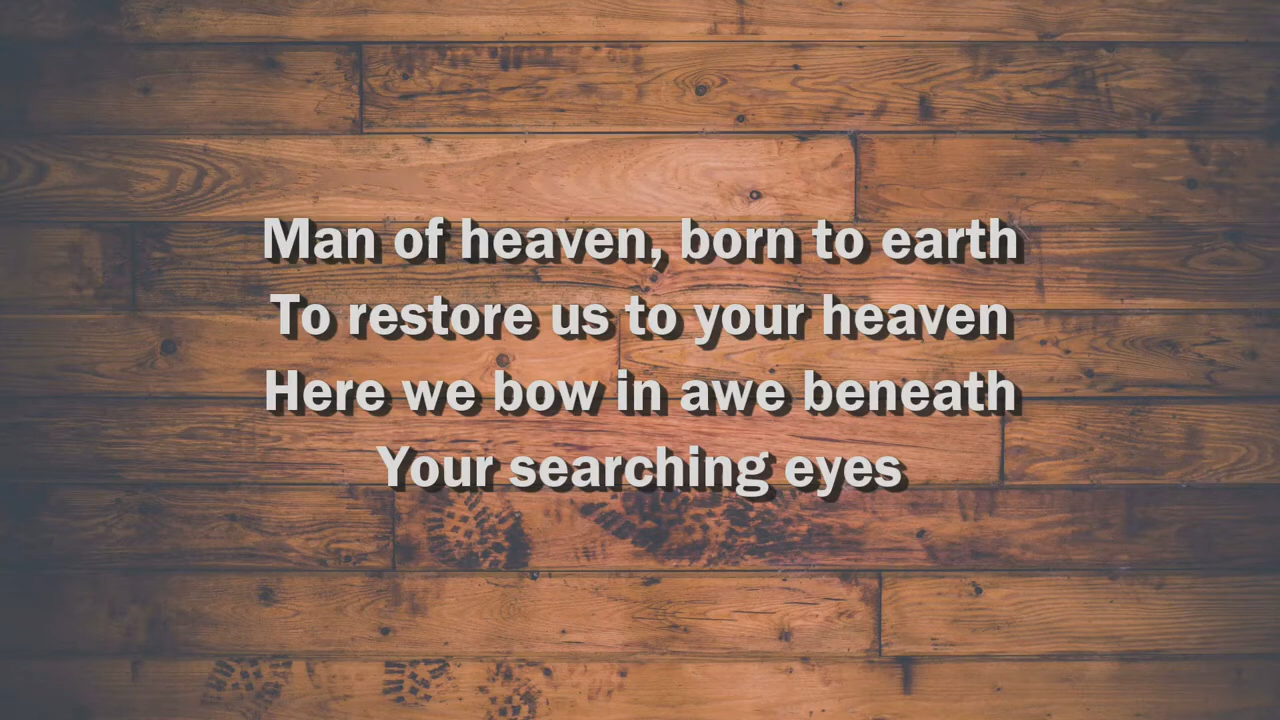 Man of heaven, born to earth
To restore us to your heaven
Here we bow in awe beneath
Your searching eyes